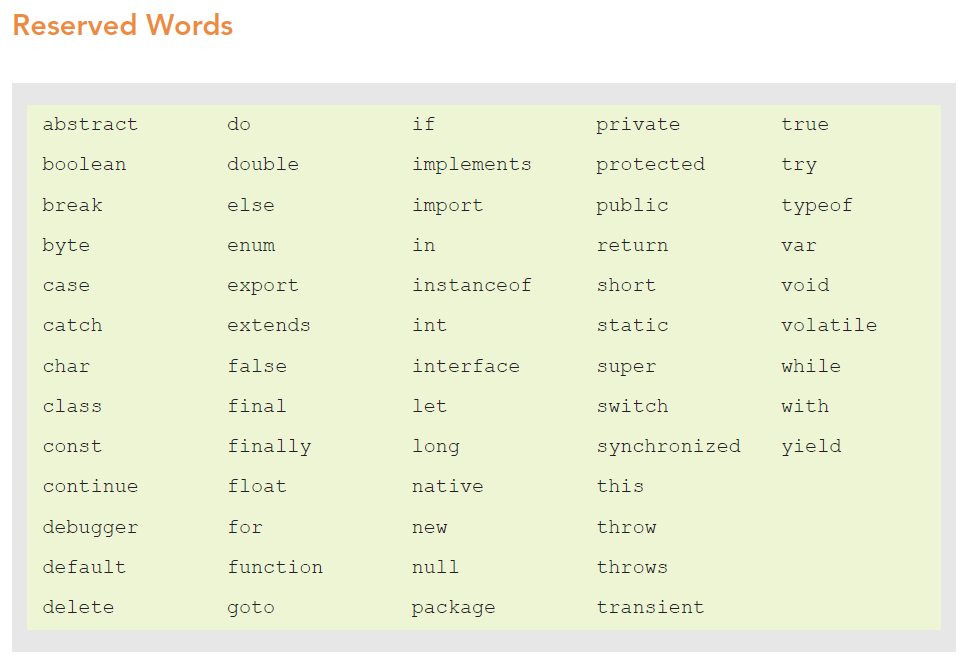 Reserved Words
abstract do if private true
boolean double implements protected try
break else import public typeof
byte enum in return var
case export instanceof short void
catch extends int static volatile
char false interface super while
class final let switch with
const finally long synchronized yield
continue float native this
debugger for new throw
default function null throws
delete goto package transient